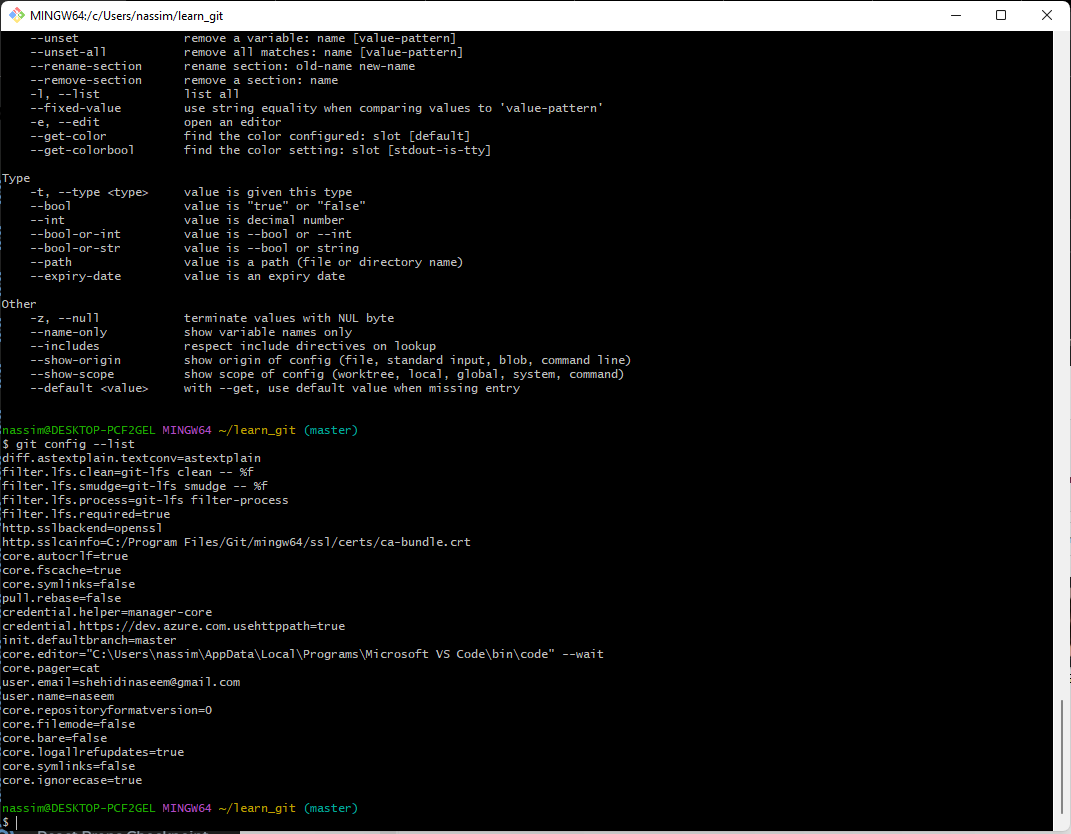 MINGW64:/c/Users/nassim/learn_git
--unset remove a variable: name [value-pattern]
--unset-all remove all matches: name [value-pattern]
--rename-section rename section: old-name new-name
--remove-section remove a section: name
-l, --list list all
--fixed-value use string equality when comparing values to 'value-pattern'
-e, --edit open an editor
--get-color find the color configured: slot [default]
--get-colorbool find the color setting: slot [stdout-is-tty]
Type
-t, --type <type> value is given this type
--bool value is "true" or "false"
--int value is decimal number
--bool-or-int value is --bool or --int
--bool-or-str value is --bool or string
--path value is a path (file or directory name)
--expiry-date value is an expiry date
Other
-z, --null terminate values with NUL byte
--name-only show variable names only
--includes respect include directives on lookup
--show-origin show origin of config (file, standard input, blob, command line)
--show-scope show scope of config (worktree, local, global, system, command)
--default <value> with --get, use default value when missing entry
nassim@DESKTOP-PCF2GEL MINGW64 ~/learn_git (master)
$ git config --list
diff.astextplain.textconv=astextplain
filter.lfs.clean=git-lfs clean -- %f
filter.lfs.smudge=git-lfs smudge -- %f
filter.lfs.process=git-lfs filter-process
filter.lfs.required=true
http.sslbackend=openssl
http.sslcainfo=C:/Program Files/Git/mingw64/ssl/certs/ca-bundle.crt
core.autocrlf=true
core.fscache=true
core.symlinks=false
pull.rebase=false
credential.helper=manager-core
credential.https://dev.azure.com.usehttppath=true
init.defaultbranch=master
core.editor="C:\Users\nassim\AppData\Local\Programs\Microsoft VS Code\bin\code" --wait
core.pager=cat
user.email=shehidinaseem@gmail.com
user.name=naseem
core.repositoryformatversion=0
core.filemode=false
core.bare=false
core.logallrefupdates=true
core.symlinks=false
core.ignorecase=true
nassim@DESKTOP-PCF2GEL MINGW64 ~/learn_git (master)
$